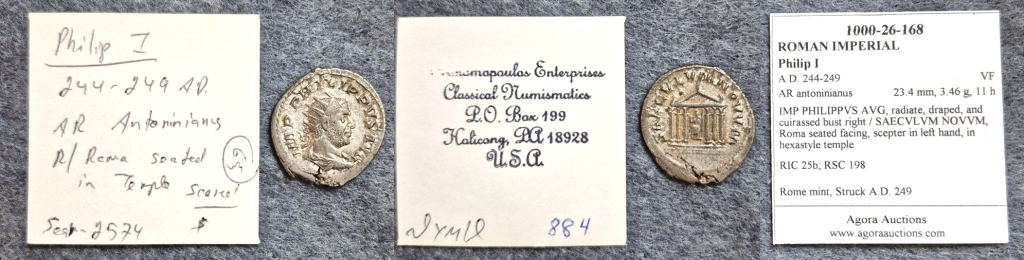 Philip I
244-249 AD.
AR Antoninianus
R/ Roma seated
in Temple Scarce!
Sear-2574 $
IMP PHILIPPVS AVG
Enterprises
Classical Numismatics
P.O. Box 199
Holicong, PA 18928
U.S.A.
884
SAECVLVM NOVVM
1000-26-168
ROMAN IMPERIAL
Philip I
A.D. 244-249 VF
AR antoninianus 23.4 mm, 3.46 g, 11 h
IMP PHILIPPVS AVG, radiate, draped, and
cuirassed bust right / SAECVLVM NOVVM,
Roma seated facing, scepter in left hand, in
hexastyle temple
RIC 25b; RSC 198
Rome mint, Struck A.D. 249
Agora Auctions
www.agoraauctions.com